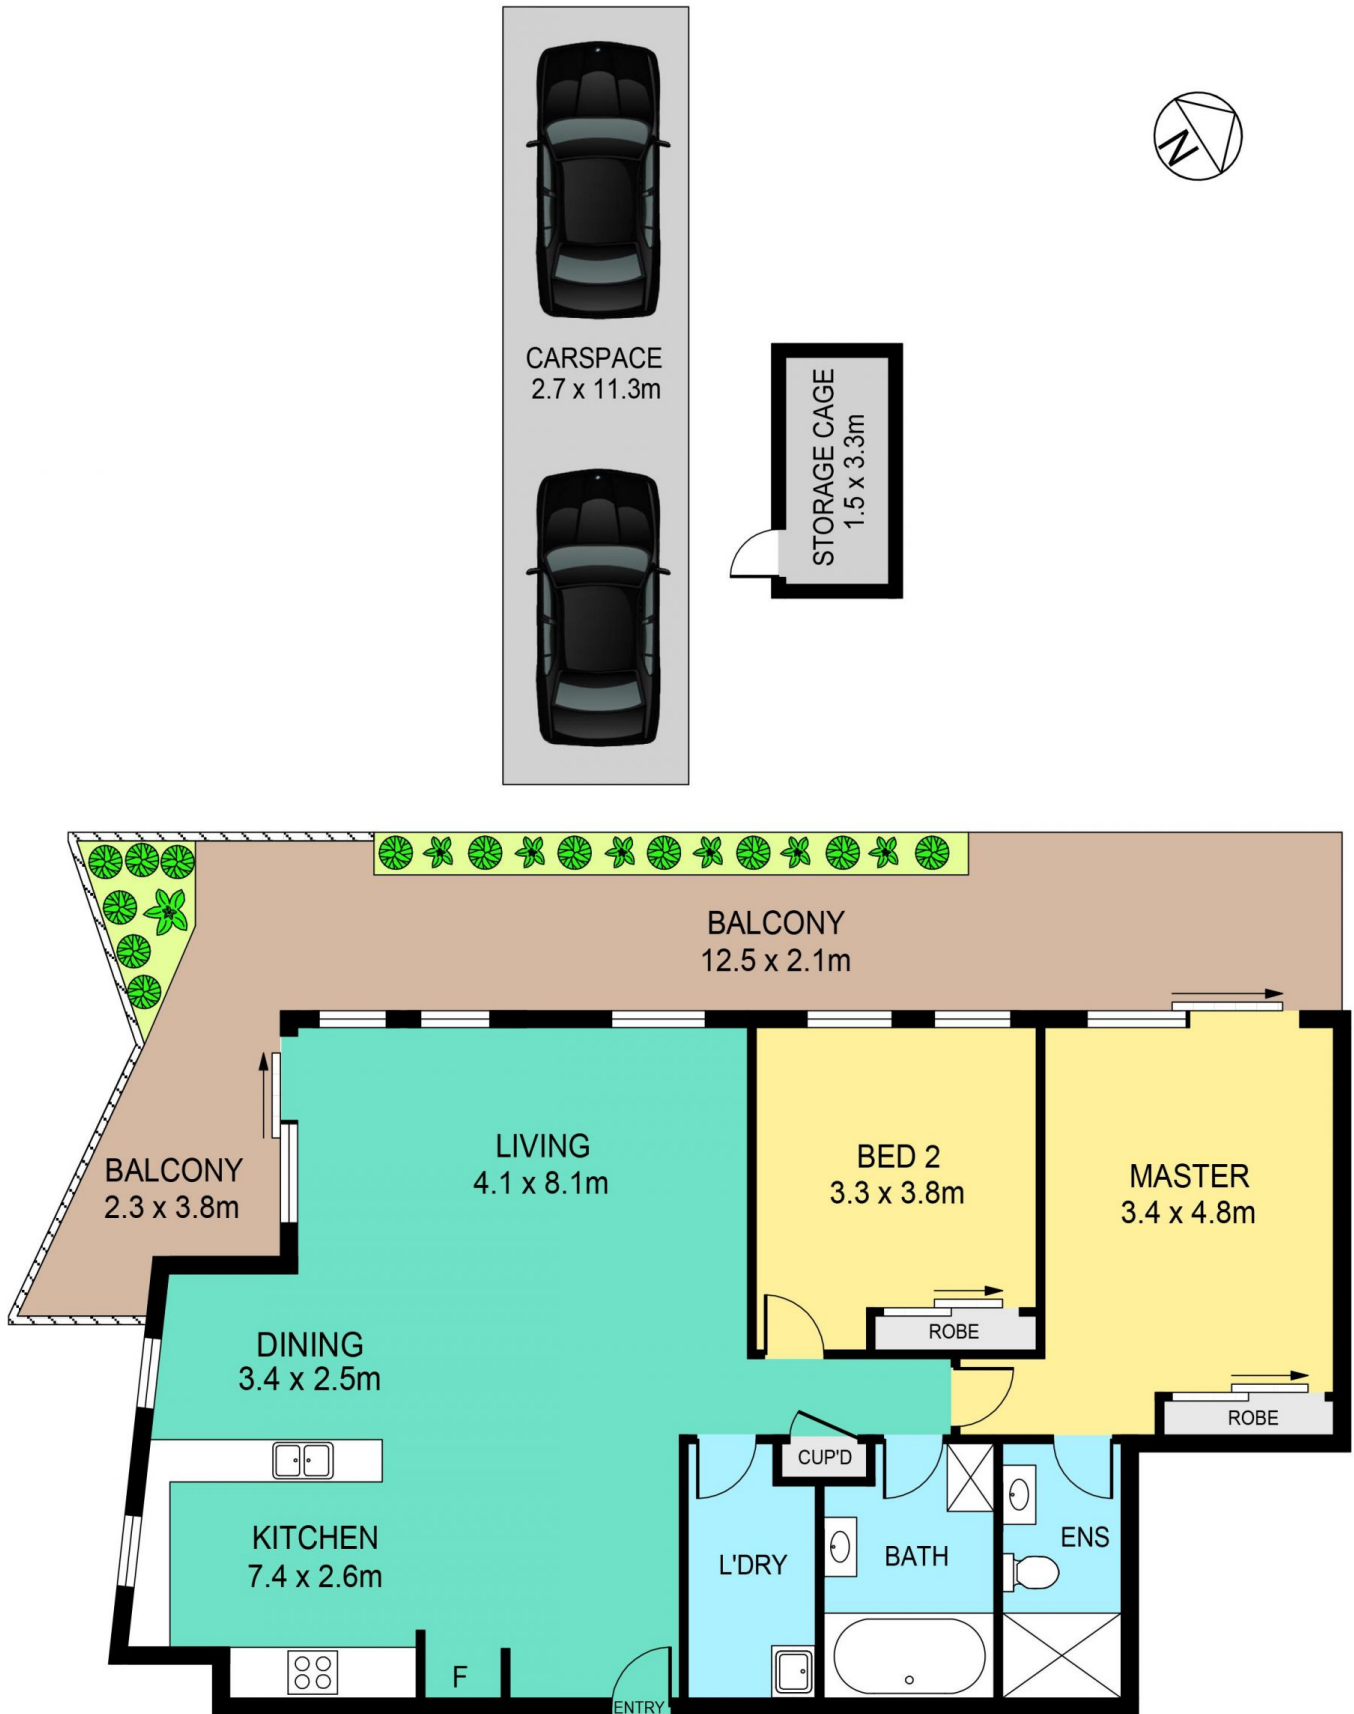 N
CARSPACE
2.7 x 11.3m
STORAGE CAGE
1.5 x 3.3m
BALCONY
12.5 x 2.1m
LIVING
4.1 x 8.1m
BED 2
3.3 x 3.8m
MASTER
3.4 x 4.8m
BALCONY
2.3 x 3.8m
ROBE
DINING
3.4 x 2.5m
ROBE
CUP'D
KITCHEN
7.4 x 2.6m
L'DRY
BATH
ENS
F
ENTRY